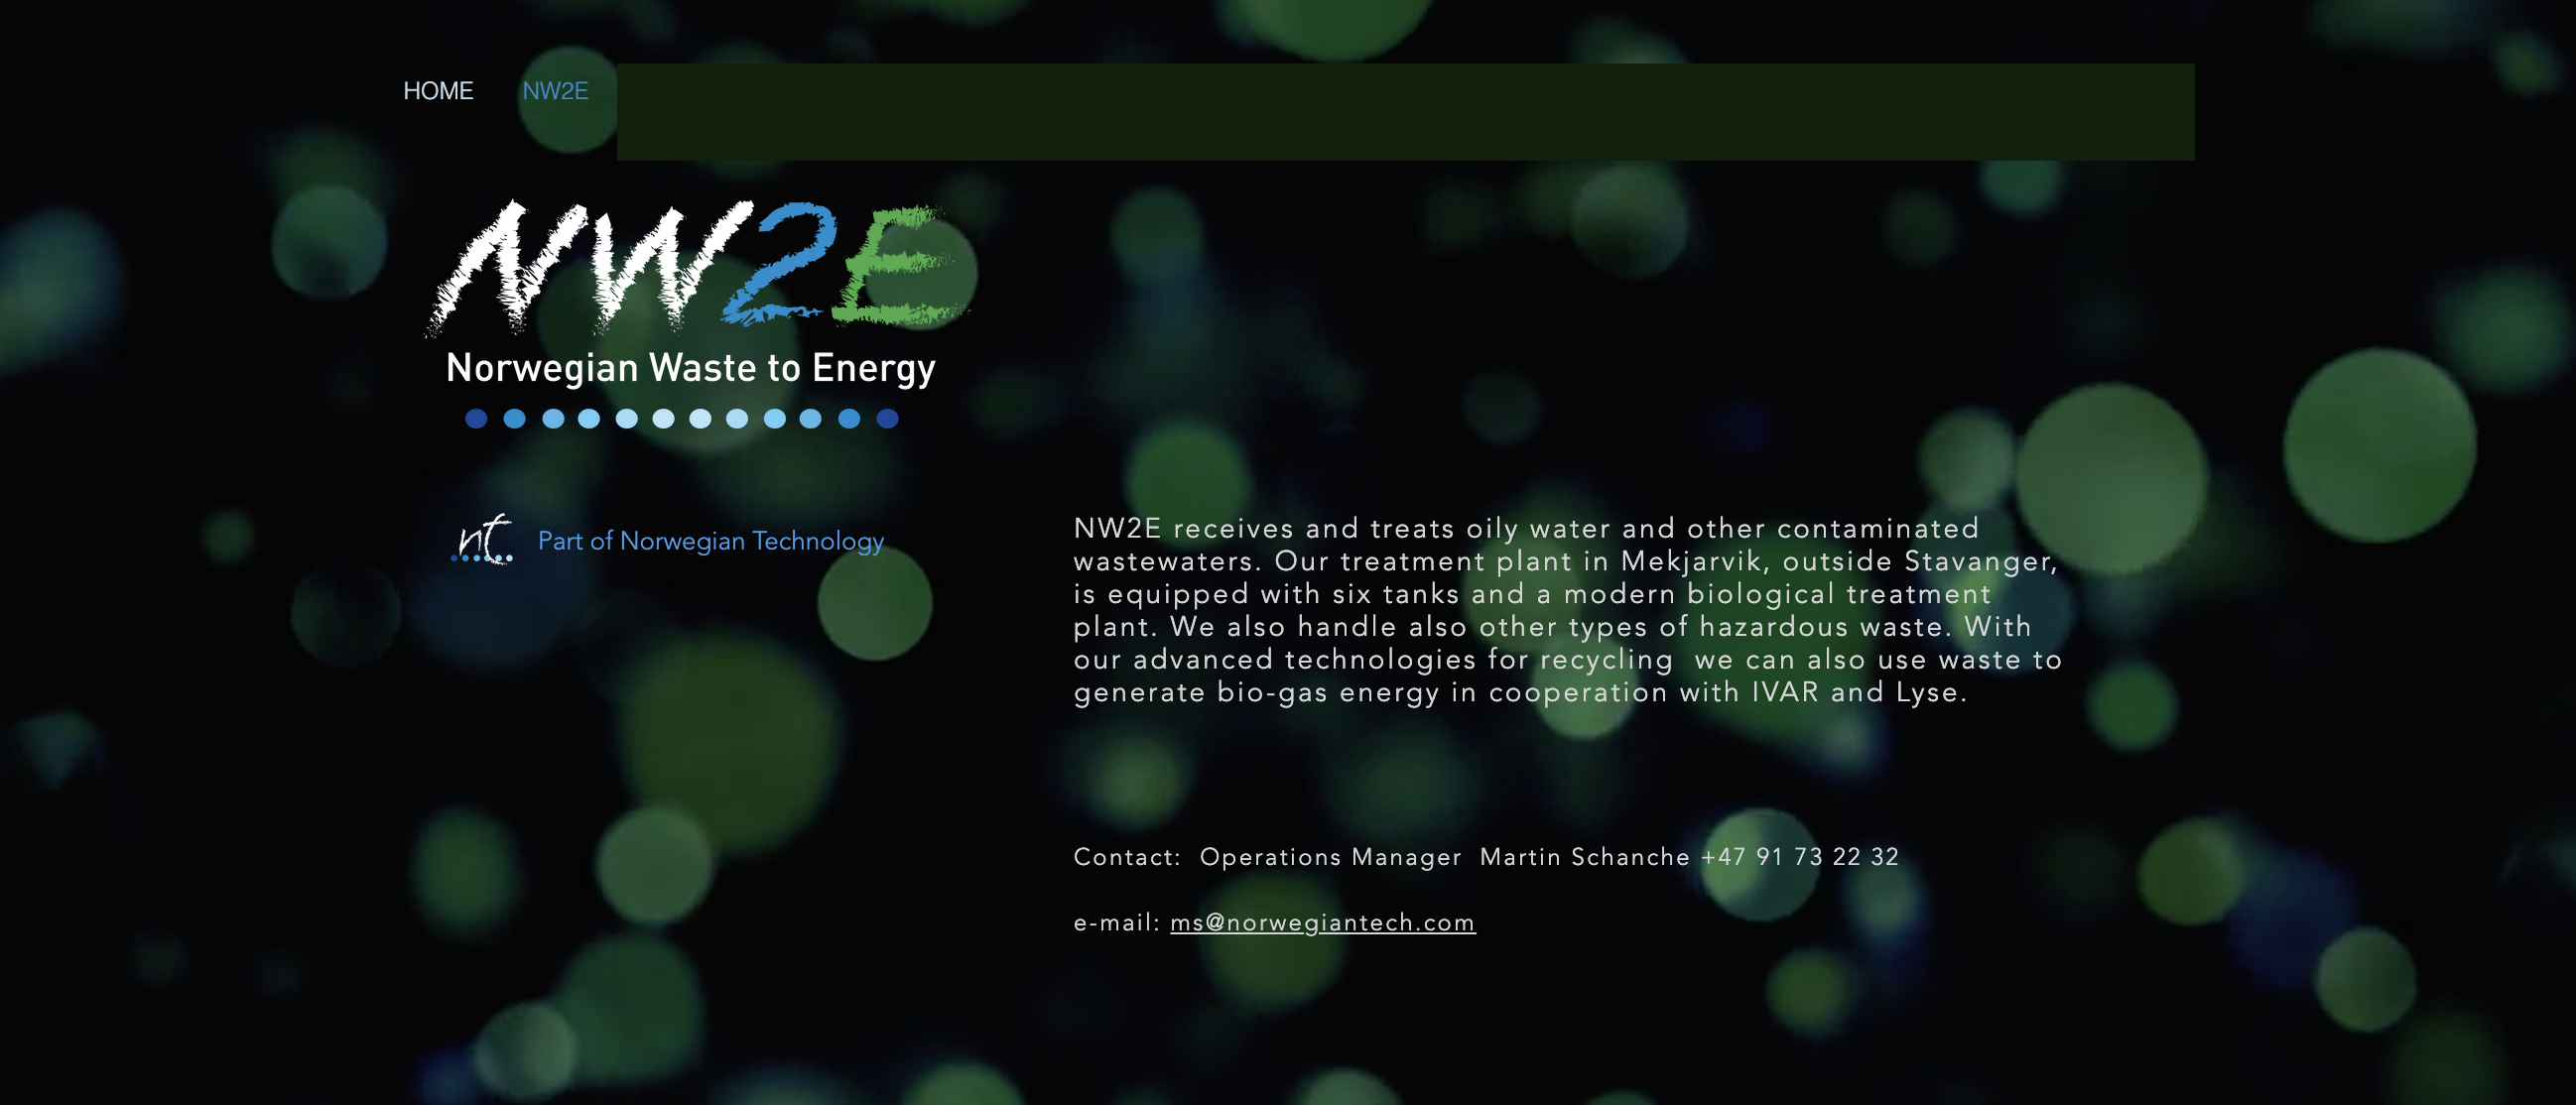 HOME NW2E
NW2E
Norwegian Waste to Energy
nt Part of Norwegian Technology
NW2E receives and treats oily water and other contaminated
wastewaters. Our treatment plant in Mekjarvik, outside Stavanger,
is equipped with six tanks and a modern biological treatment
plant. We also handle also other types of hazardous waste. With
our advanced technologies for recycling  we can also use waste to
generate bio-gas energy in cooperation with IVAR and Lyse.
Contact:  Operations Manager  Martin Schanche +47 91 73 22 32
e-mail: ms@norwegiantech.com